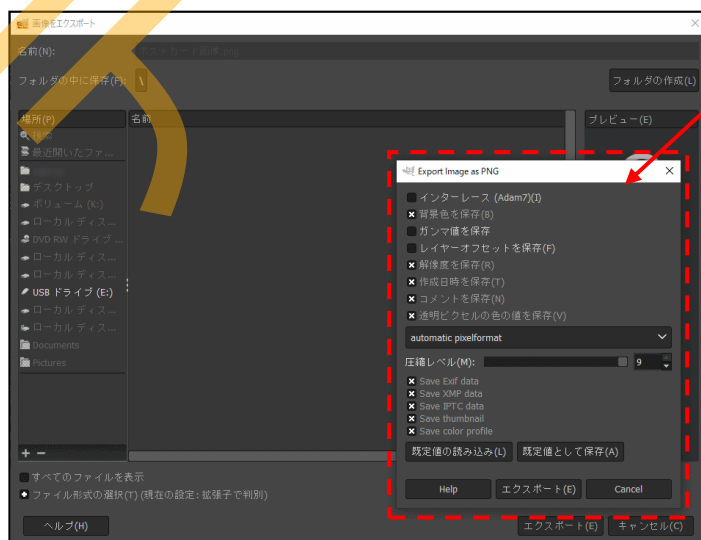 画像をエクスポート
名前(N):
ポストカード画像.png
フォルダの中に保存(F):
\
フォルダの作成(L)
場所(P)
名前
プレビュー(E)
検索
最近開いたファ...
デスクトップ
ボリューム (K:)
ローカル ディス...
DVD RW ドライブ ...
ローカル ディス...
ローカル ディス...
USB ドライブ (E:)
ローカル ディス...
ローカル ディス...
Documents
Pictures
Export Image as PNG
インターレース (Adam7)(I)
背景色を保存(B)
ガンマ値を保存
レイヤーオフセットを保存(F)
解像度を保存(R)
作成日時を保存(T)
コメントを保存(N)
透明ピクセルの色の値を保存(V)
automatic pixelformat
圧縮レベル(M):
9
Save Exif data
Save XMP data
Save IPTC data
Save thumbnail
Save color profile
既定値の読み込み(L)
既定値として保存(A)
Help
エクスポート(E)
Cancel
すべてのファイルを表示
ファイル形式の選択(T) (現在の設定: 拡張子で判別)
ヘルプ(H)
エクスポート(E)
キャンセル(C)